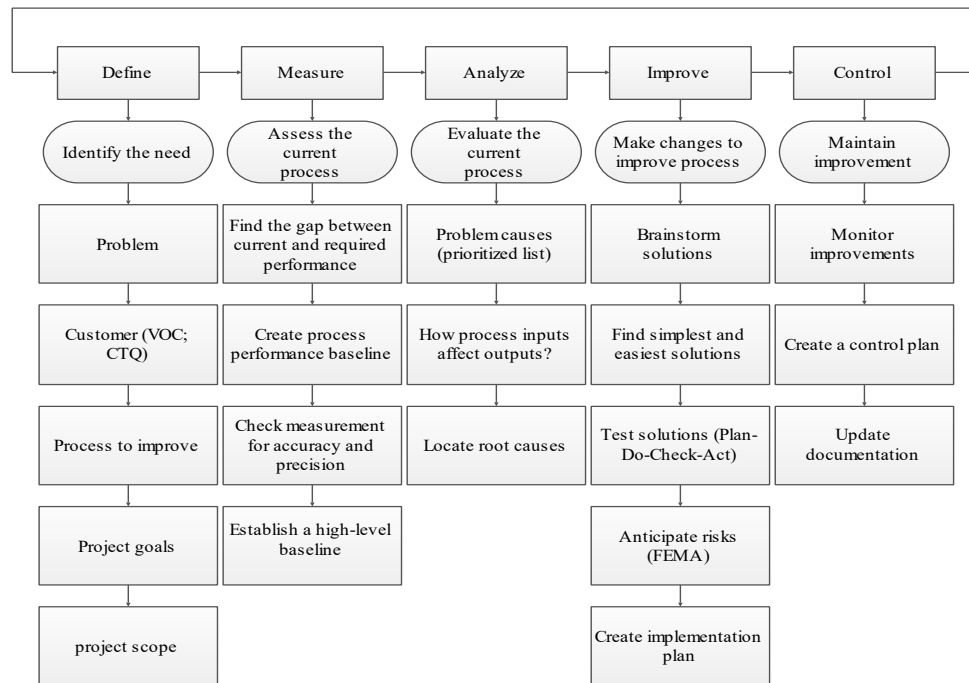 Define
Measure
Analyze
Improve
Control
Identify the need
Assess the
current
process
Evaluate the
current
process
Make changes to
improve process
Maintain
improvement
Problem
Find the gap between
current and required
performance
Problem causes
(prioritized list)
Brainstorm
solutions
Monitor
improvements
Customer (VOC;
CTQ)
Create process
performance baseline
How process inputs
affect outputs?
Find simplest and
easiest solutions
Create a control plan
Process to improve
Check measurement
for accuracy and
precision
Locate root causes
Test solutions (Plan-
Do-Check-Act)
Update
documentation
Project goals
Establish a high-level
baseline
Anticipate risks
(FEMA)
project scope
Create implementation
plan